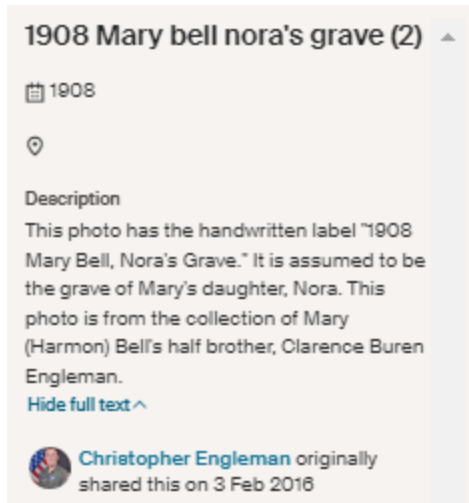 1908 Mary bell nora's grave (2)
1908
Description
This photo has the handwritten label "1908
Mary Bell, Nora's Grave." It is assumed to be
the grave of Mary's daughter, Nora. This
photo is from the collection of Mary
(Harmon) Bell's half brother, Clarence Buren
Engleman.
Hide full text
Christopher Engleman originally
shared this on 3 Feb 2016